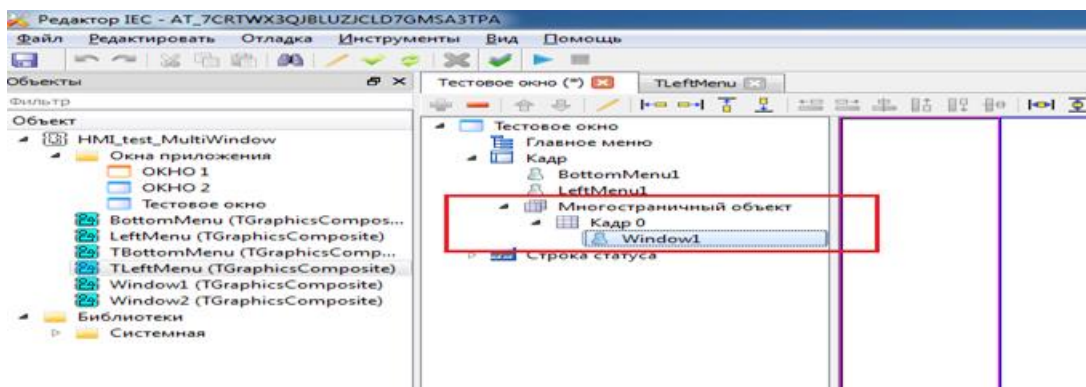 Редактор IEC - AT_7CRTWX3QJBLUZJCLD7GMSA3TPA
Файл Редактировать Отладка Инструменты Вид Помощь
Объекты
Фильтр
Объект
HMI_test_MultiWindow
Окна приложения
ОКНО 1
ОКНО 2
Тестовое окно
BottomMenu (TGraphicsCompos...
LeftMenu (TGraphicsComposite)
TBottomMenu (TGraphicsComp...
TLeftMenu (TGraphicsComposite)
Window1 (TGraphicsComposite)
Window2 (TGraphicsComposite)
Библиотеки
Системная
Тестовое окно (*) TLeftMenu
Тестовое окно
Главное меню
Кадр
BottomMenu1
LeftMenu1
Многостраничный объект
Кадр 0
Window1
Строка статуса